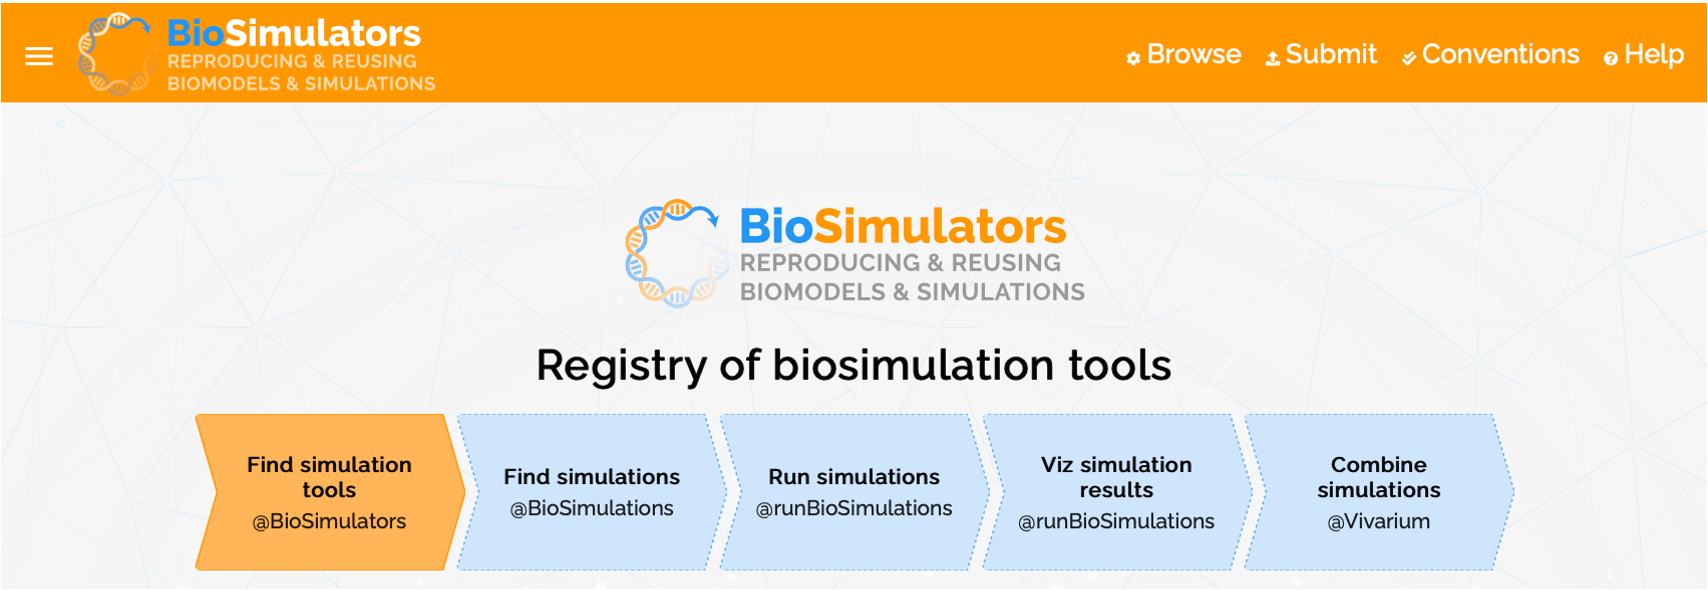 BioSimulators
REPRODUCING & REUSING
BIOMODELS & SIMULATIONS
Browse Submit Conventions Help
BioSimulators
REPRODUCING & REUSING
BIOMODELS & SIMULATIONS
Registry of biosimulation tools
Find simulation
tools
@BioSimulators
Find simulations
@BioSimulations
Run simulations
@runBioSimulations
Viz simulation
results
@runBioSimulations
Combine
simulations
@Vivarium